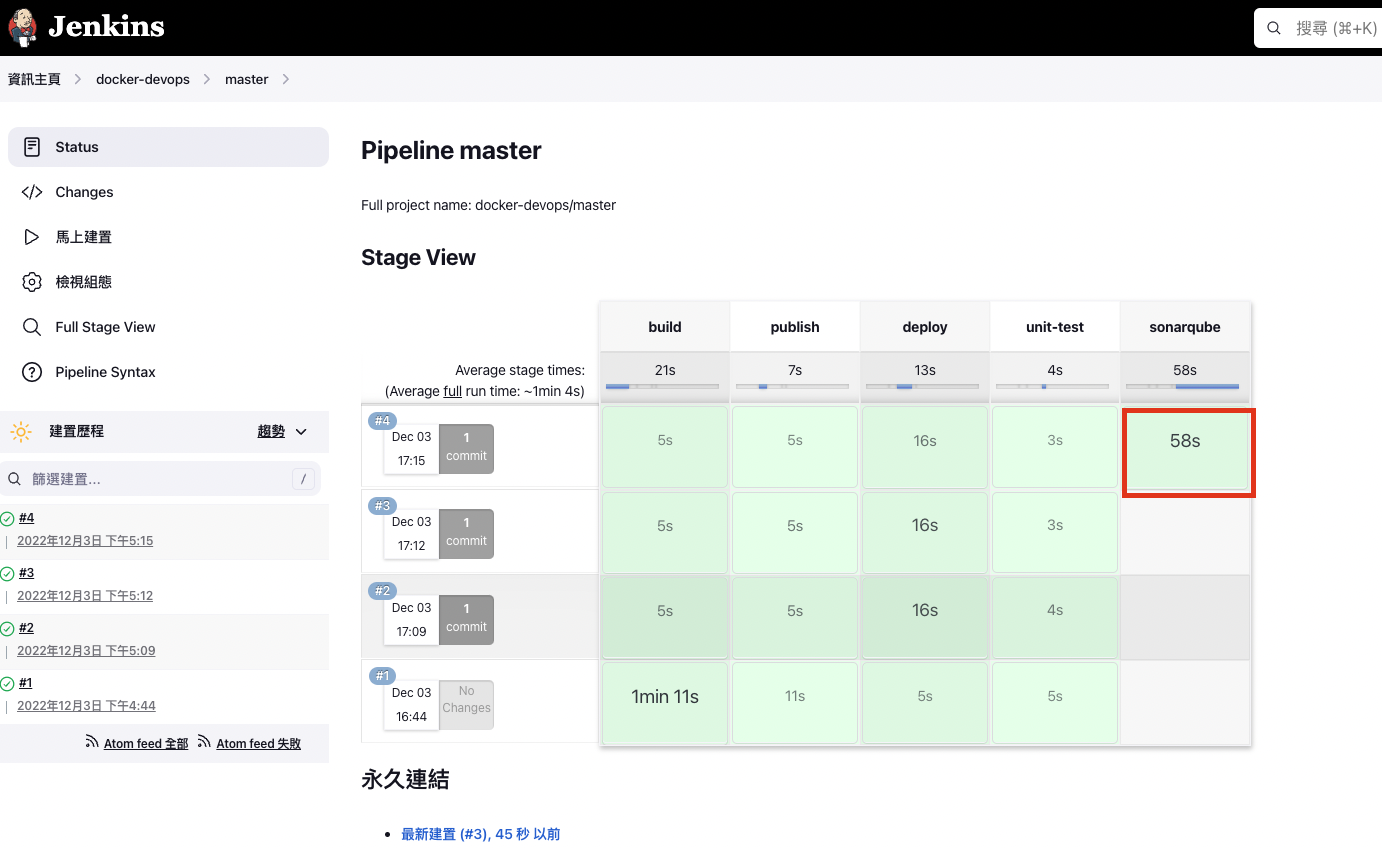 Jenkins
搜尋 (⌘+K)
資訊主頁
docker-devops
master
Status
Changes
馬上建置
檢視組態
Full Stage View
Pipeline Syntax
建置歷程
趨勢
篩選建置...
/
#4
2022年12月3日 下午5:15
#3
2022年12月3日 下午5:12
#2
2022年12月3日 下午5:09
#1
2022年12月3日 下午4:44
Atom feed 全部
Atom feed 失敗
Pipeline master
Full project name: docker-devops/master
Stage View
build publish deploy unit-test sonarqube
Average stage times:
(Average full run time: ~1min 4s)
21s 7s 13s 4s 58s
#4
Dec 03
17:15
1
commit
5s 5s 16s 3s 58s
#3
Dec 03
17:12
1
commit
5s 5s 16s 3s
#2
Dec 03
17:09
1
commit
5s 5s 16s 4s
#1
Dec 03
16:44
No
Changes
1min 11s 11s 5s 5s
永久連結
最新建置 (#3), 45 秒 以前